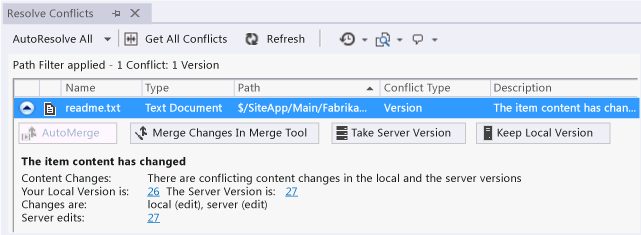 Resolve Conflicts
AutoResolve All Get All Conflicts Refresh
Path Filter applied - 1 Conflict: 1 Version
Name Type Path Conflict Type Description
readme.txt Text Document $/SiteApp/Main/Fabrika... Version The item content has chan...
AutoMerge Merge Changes In Merge Tool Take Server Version Keep Local Version
The item content has changed
Content Changes: There are conflicting content changes in the local and the server versions
Your Local Version is: 26 The Server Version is: 27
Changes are: local (edit), server (edit)
Server edits: 27